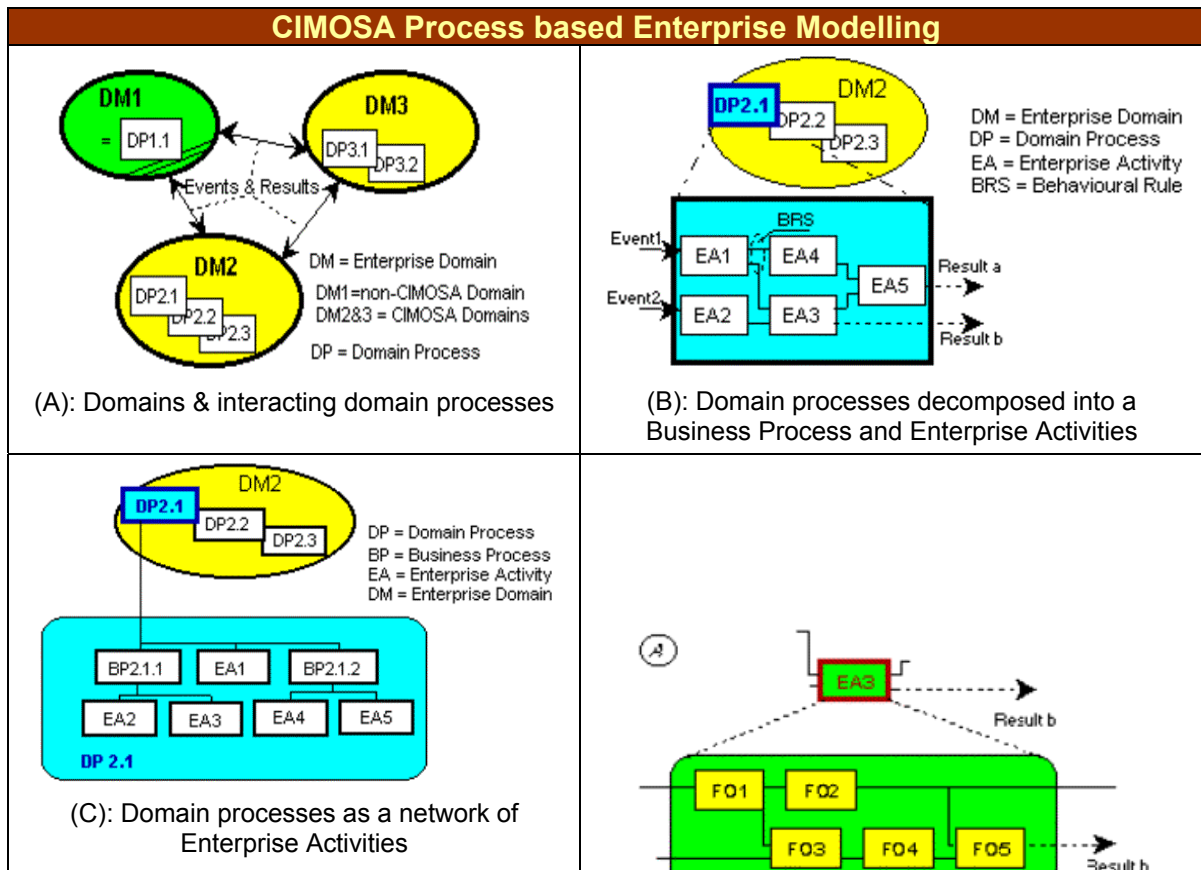 CIMOSA Process based Enterprise Modelling
DM1
= DP1.1
DM3
DP3.1
DP3.2
Events & Results
DM2
DP2.1
DP2.2
DP2.3
DM = Enterprise Domain
DM1=non-CIMOSA Domain
DM2&3 = CIMOSA Domains
DP = Domain Process
(A): Domains & interacting domain processes
DM2
DP2.1
DP2.2
DP2.3
DM = Enterprise Domain
DP = Domain Process
EA = Enterprise Activity
BRS = Behavioural Rule
BRS
Event1
EA1
EA4
EA5
Result a
Event2
EA2
EA3
Result b
(B): Domain processes decomposed into a
Business Process and Enterprise Activities
DM2
DP2.1
DP2.2
DP2.3
DP = Domain Process
BP = Business Process
EA = Enterprise Activity
DM = Enterprise Domain
BP2.1.1
EA1
BP2.1.2
EA2
EA3
EA4
EA5
DP 2.1
(C): Domain processes as a network of
Enterprise Activities
A
EA3
Result b
FO1
FO2
FO3
FO4
FO5
Result b